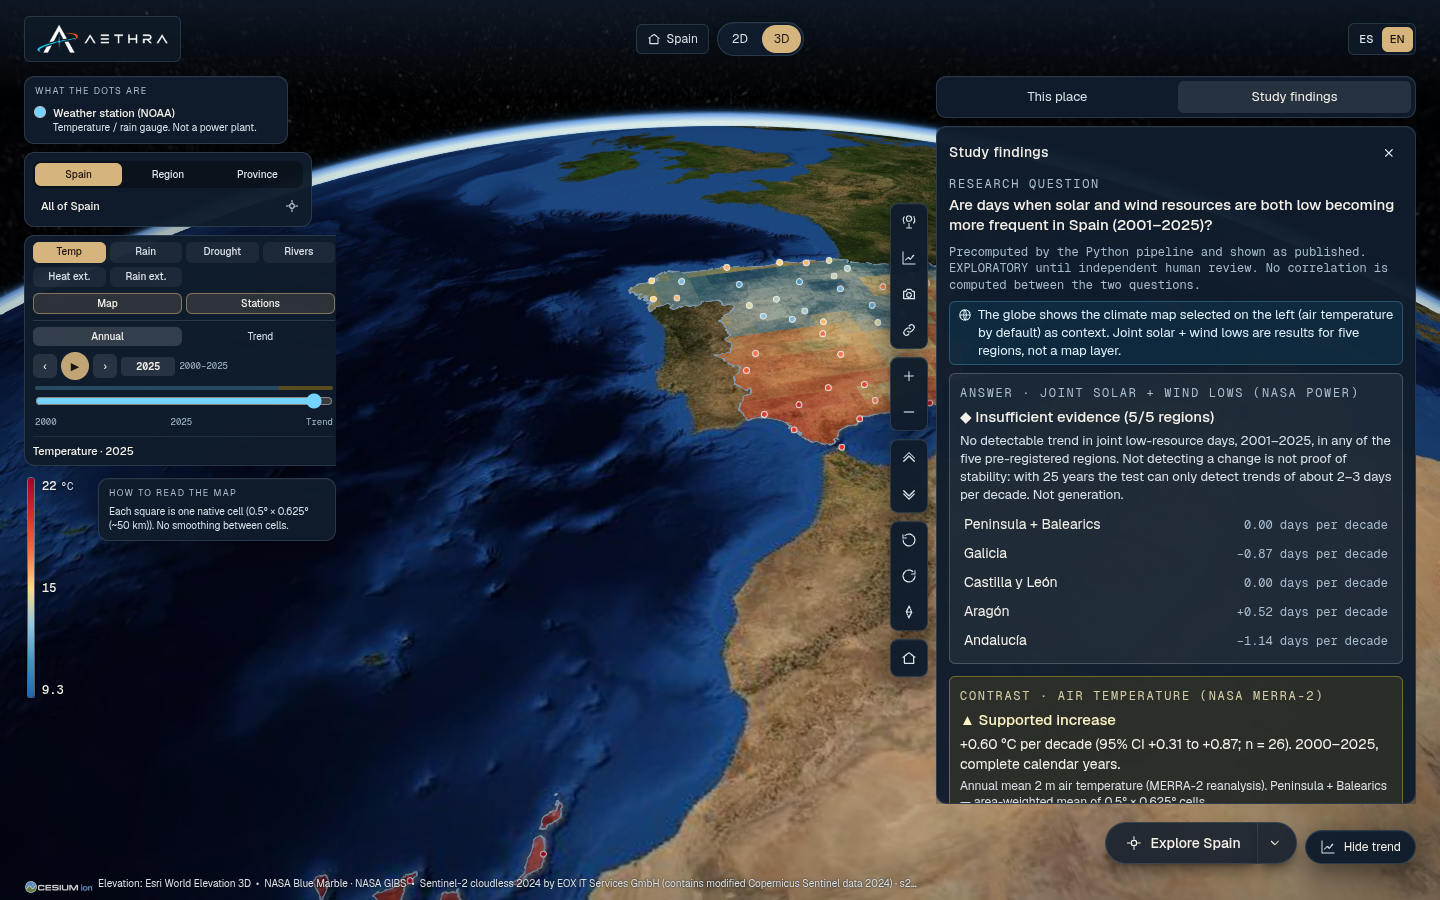 AETHRA
Spain
2D
3D
ES
EN
WHAT THE DOTS ARE
Weather station (NOAA)
Temperature / rain gauge. Not a power plant.
Spain
Region
Province
All of Spain
Temp
Rain
Drought
Rivers
Heat ext.
Rain ext.
Map
Stations
Annual
Trend
2025
2000–2025
2000
2025
Trend
Temperature · 2025
22 °C
15
9.3
HOW TO READ THE MAP
Each square is one native cell (0.5° × 0.625°
(~50 km)). No smoothing between cells.
This place
Study findings
Study findings
RESEARCH QUESTION
Are days when solar and wind resources are both low becoming
more frequent in Spain (2001–2025)?
Precomputed by the Python pipeline and shown as published.
EXPLORATORY until independent human review. No correlation is
computed between the two questions.
The globe shows the climate map selected on the left (air temperature
by default) as context. Joint solar + wind lows are results for five
regions, not a map layer.
ANSWER · JOINT SOLAR + WIND LOWS (NASA POWER)
◆ Insufficient evidence (5/5 regions)
No detectable trend in joint low-resource days, 2001–2025, in any of the
five pre-registered regions. Not detecting a change is not proof of
stability: with 25 years the test can only detect trends of about 2–3 days
per decade. Not generation.
Peninsula + Balearics 0.00 days per decade
Galicia −0.87 days per decade
Castilla y León 0.00 days per decade
Aragón +0.52 days per decade
Andalucía −1.14 days per decade
CONTRAST · AIR TEMPERATURE (NASA MERRA-2)
▲ Supported increase
+0.60 °C per decade (95% CI +0.31 to +0.87; n = 26). 2000–2025,
complete calendar years.
Annual mean 2 m air temperature (MERRA-2 reanalysis). Peninsula + Balearics
— area-weighted mean of 0.5° × 0.625° cells
Explore Spain
Hide trend
CESIUM ion
Elevation: Esri World Elevation 3D • NASA Blue Marble · NASA GIBS • Sentinel-2 cloudless 2024 by EOX IT Services GmbH (contains modified Copernicus Sentinel data 2024) · s2...